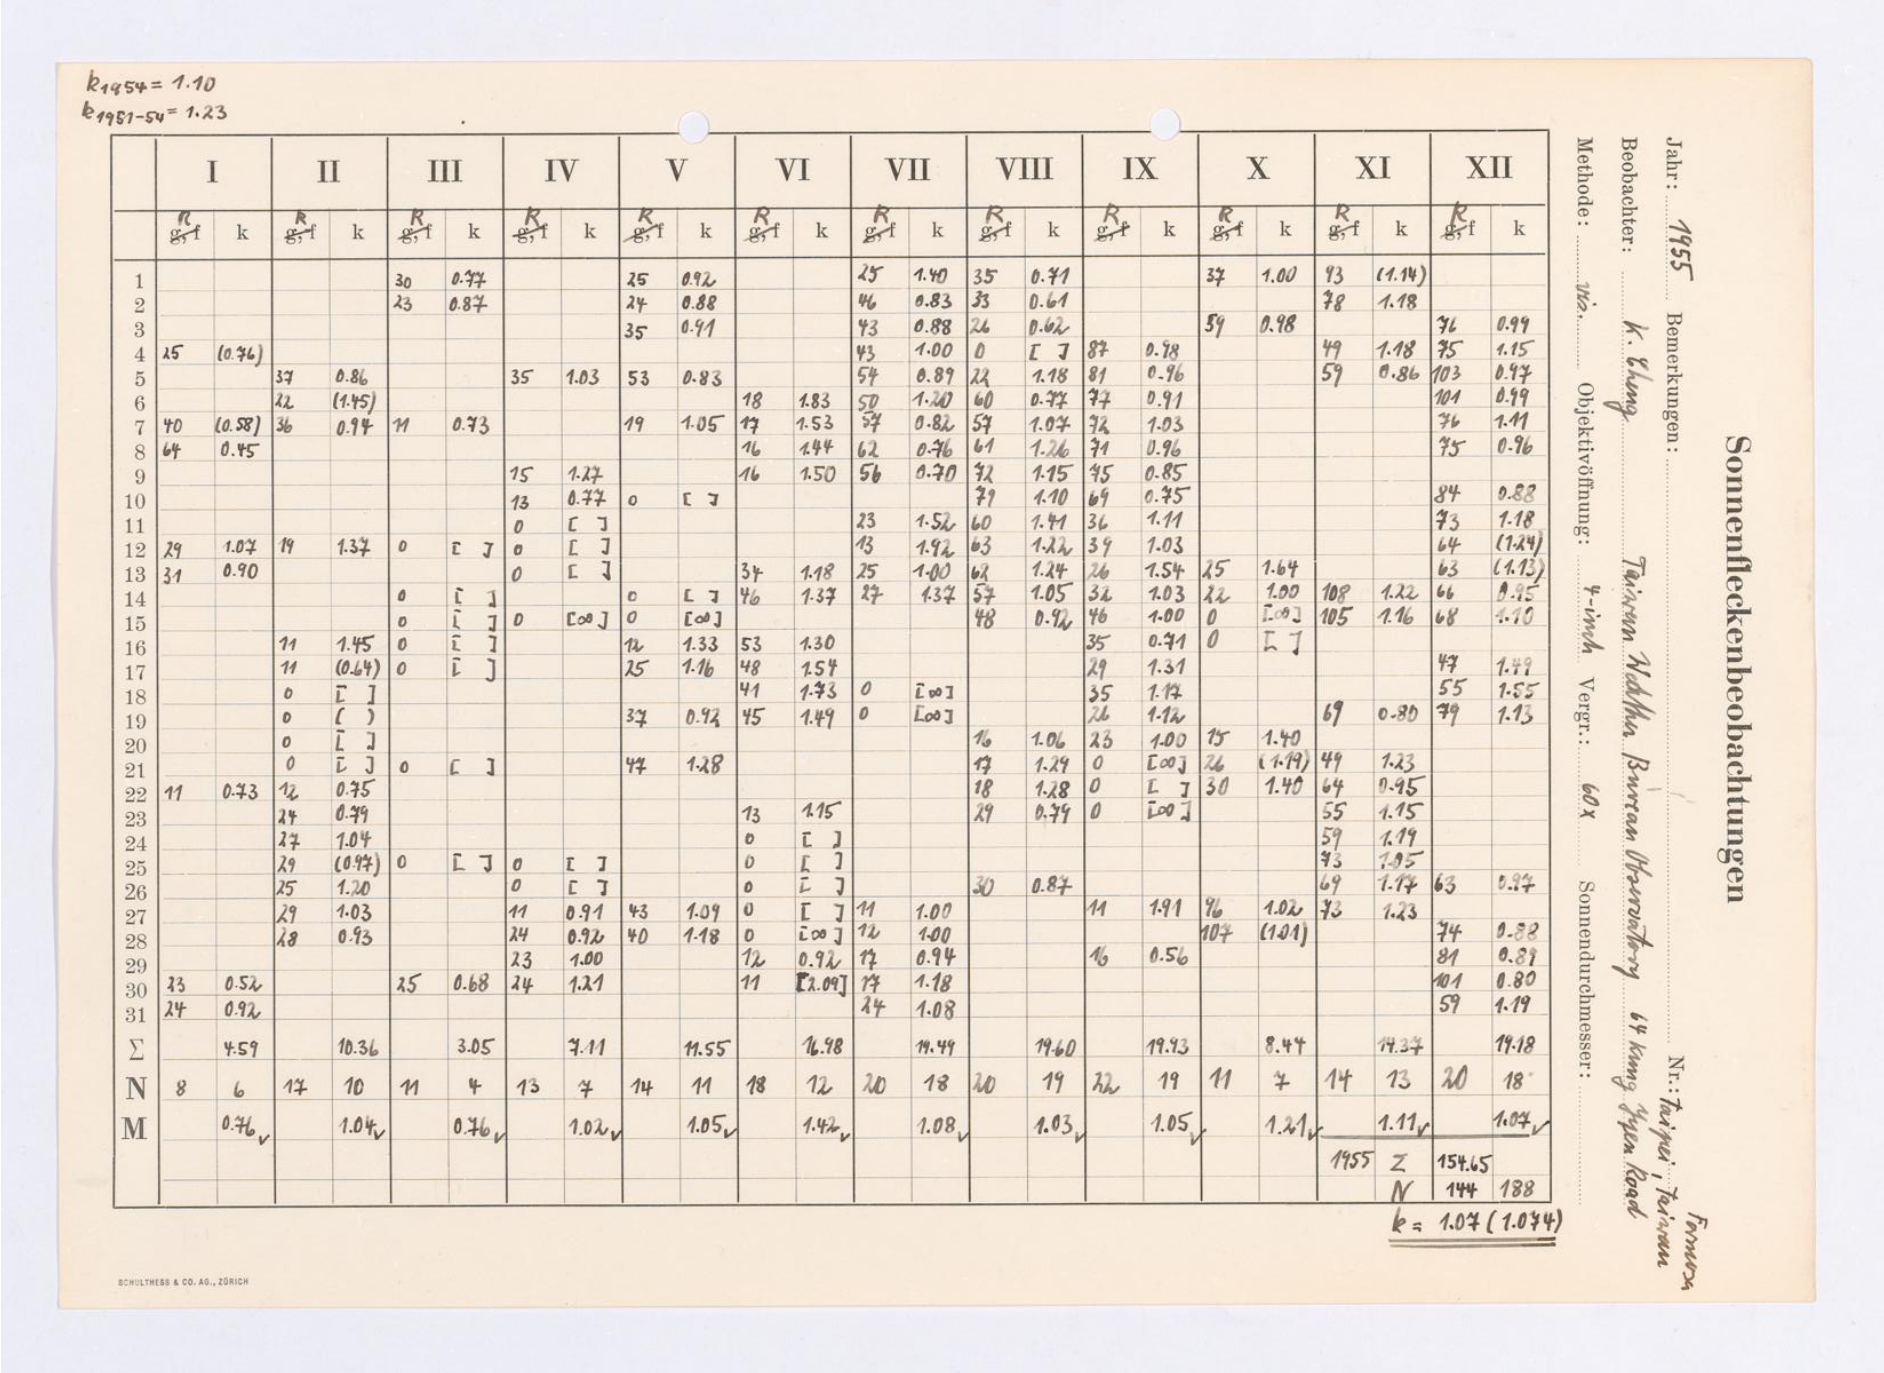 k1954 = 1.10
k1951-54 = 1.23
I II III IV V VI VII VIII IX X XI XII
R R R R R R R R R R R R
g, f k g, f k g, f k g, f k g, f k g, f k g, f k g, f k g, f k g, f k g, f k g, f k
1 30 0.77 25 0.92 25 1.40 35 0.71 37 1.00 93 (1.14)
2 23 0.87 24 0.88 46 0.83 33 0.61 78 1.18
3 35 0.91 43 0.88 26 0.62 59 0.98 76 0.99
4 25 (0.76) 43 1.00 0 [ ] 87 0.98 49 1.18 75 1.15
5 37 0.86 35 1.03 53 0.83 54 0.89 22 1.18 81 0.96 59 0.86 103 0.97
6 22 (1.45) 18 1.83 50 1.20 60 0.77 77 0.91 101 0.99
7 40 (0.58) 36 0.94 11 0.73 19 1.05 17 1.53 57 0.82 57 1.07 72 1.03 76 1.11
8 64 0.45 16 1.44 62 0.76 61 1.26 71 0.96 75 0.96
9 15 1.27 16 1.50 56 0.70 72 1.15 75 0.85
10 13 0.77 0 [ ] 79 1.10 69 0.75 84 0.88
11 0 [ ] 23 1.52 60 1.41 36 1.11 73 1.18
12 29 1.07 19 1.37 0 [ ] 0 [ ] 13 1.92 63 1.22 39 1.03 64 (1.24)
13 31 0.90 0 [ ] 34 1.18 25 1.00 62 1.24 26 1.54 25 1.64 63 (1.13)
14 0 [ ] 0 [ ] 46 1.37 27 1.37 57 1.05 32 1.03 22 1.00 108 1.22 66 0.95
15 0 [ ] 0 [∞] 0 [∞] 48 0.92 46 1.00 0 [∞] 105 1.16 68 1.10
16 11 1.45 0 [ ] 12 1.33 53 1.30 35 0.71 0 [ ]
17 11 (0.64) 0 [ ] 25 1.16 48 1.54 29 1.31 47 1.49
18 0 [ ] 41 1.73 0 [∞] 35 1.17 55 1.55
19 0 ( ) 37 0.92 45 1.49 0 [∞] 26 1.12 69 0.80 79 1.13
20 0 [ ] 16 1.06 23 1.00 15 1.40
21 0 [ ] 0 [ ] 47 1.28 17 1.29 0 [∞] 26 (1.19) 49 1.23
22 11 0.73 12 0.75 18 1.28 0 [ ] 30 1.40 64 0.95
23 24 0.79 13 1.15 29 0.79 0 [∞] 55 1.15
24 27 1.04 0 [ ] 59 1.19
25 29 (0.97) 0 [ ] 0 [ ] 0 [ ] 73 1.05
26 25 1.20 0 [ ] 0 [ ] 30 0.87 69 1.17 63 0.97
27 29 1.03 11 0.91 43 1.09 0 [ ] 11 1.00 11 1.91 96 1.02 73 1.23
28 28 0.93 24 0.92 40 1.18 0 [∞] 12 1.00 107 (1.01) 74 0.88
29 23 1.00 12 0.92 17 0.94 16 0.56 81 0.89
30 23 0.52 25 0.68 24 1.21 11 [2.09] 17 1.18 101 0.80
31 24 0.92 24 1.08 59 1.19
Σ 4.59 10.36 3.05 7.11 11.55 16.98 19.49 19.60 19.93 8.44 14.37 19.18
N 8 6 17 10 11 4 13 7 14 11 18 12 20 18 20 19 22 19 11 7 14 13 20 18
M 0.76✓ 1.04✓ 0.76✓ 1.02✓ 1.05✓ 1.42✓ 1.08✓ 1.03✓ 1.05✓ 1.21✓ 1.11✓ 1.07✓
1955 Σ 154.65
N 144 188
k = 1.07 (1.074)
SCHULTHESS & CO. AG., ZÜRICH
Sonnenfleckenbeobachtungen
Jahr: 1955 Bemerkungen: Nr.: Taipei, Taiwan Formosa
Beobachter: K. Cheng Taiwan Weather Bureau Observatory 64 Kung Yuen Road
Methode: vis. Objektivöffnung: 4-inch Vergr.: 60x Sonnendurchmesser: